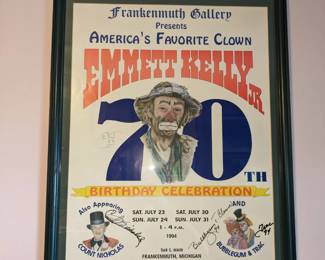 Frankenmuth Gallery
Presents
AMERICA'S FAVORITE CLOWN
EMMETT KELLY JR
70TH
BIRTHDAY CELEBRATION
Also Appearing
COUNT NICHOLAS
SAT. JULY 23 SAT. JULY 30
SUN. JULY 24 SUN. JULY 31
1 - 4 P.M.
1994
FRANKENMUTH, MICHIGAN
AND
BUBBLEGUM & TRAC